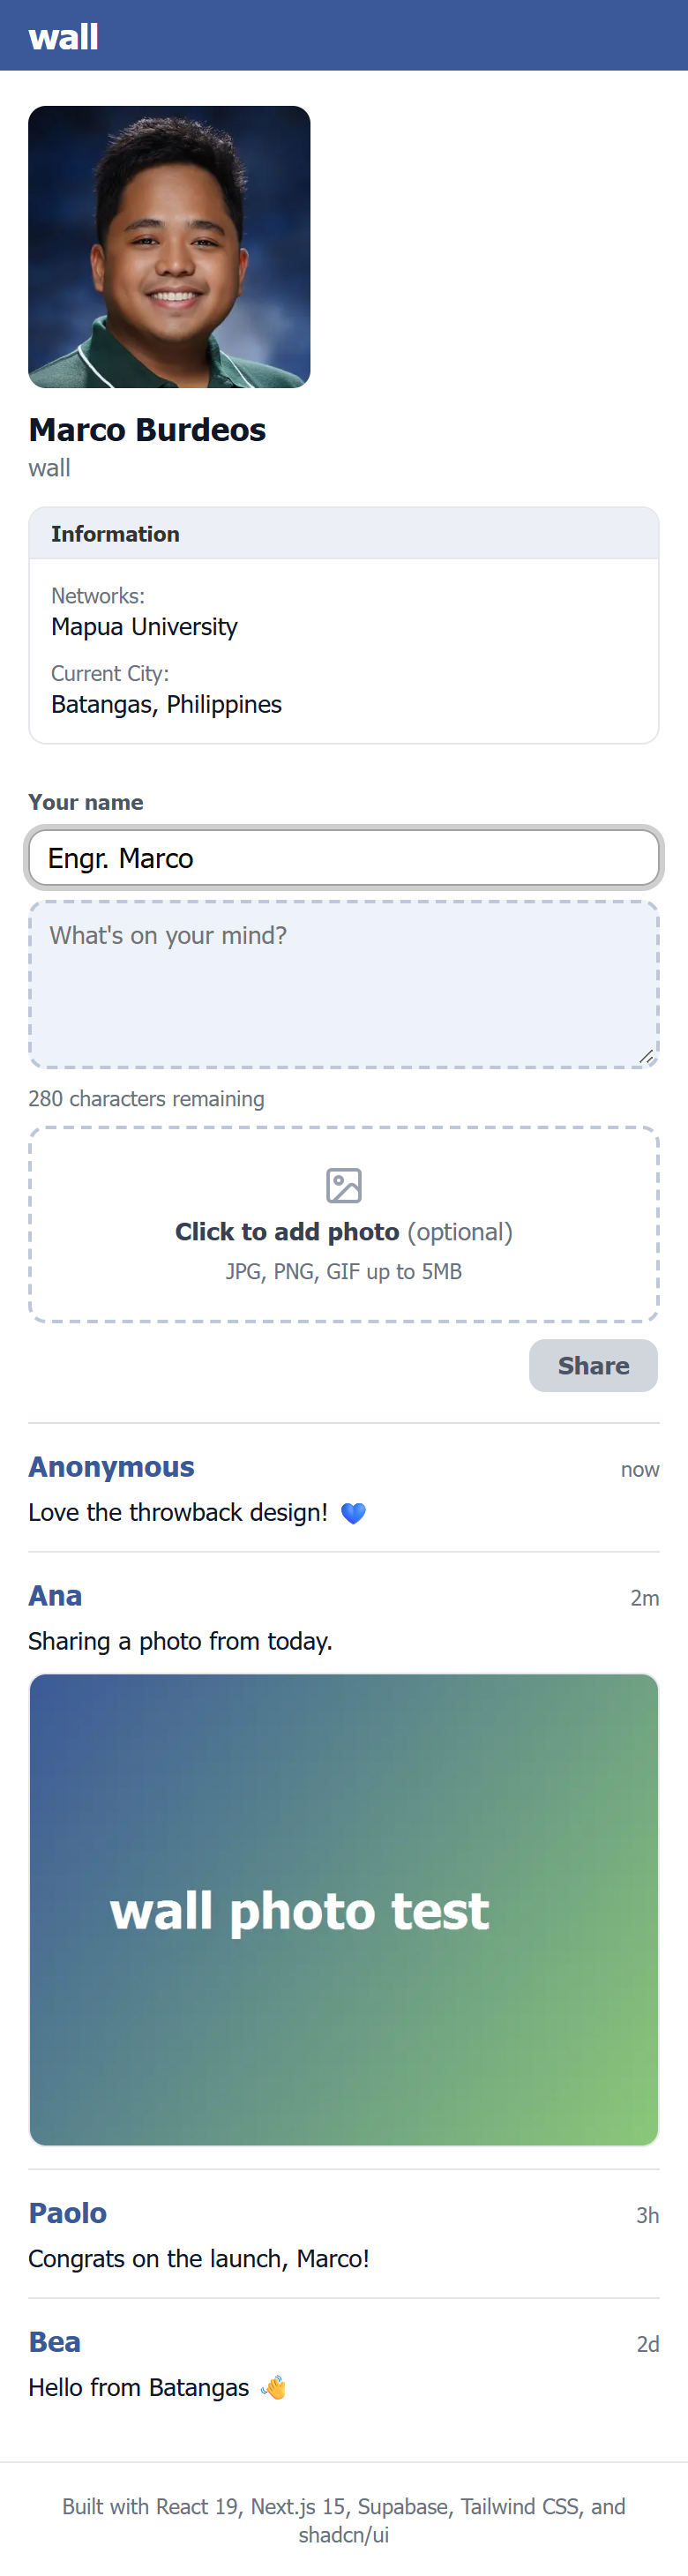 wall
Marco Burdeos
wall
Information
Networks:
Mapua University
Current City:
Batangas, Philippines
Your name
Engr. Marco
What's on your mind?
280 characters remaining
Click to add photo (optional)
JPG, PNG, GIF up to 5MB
Share
Anonymous now
Love the throwback design! 💙
Ana 2m
Sharing a photo from today.
wall photo test
Paolo 3h
Congrats on the launch, Marco!
Bea 2d
Hello from Batangas 👋
Built with React 19, Next.js 15, Supabase, Tailwind CSS, and
shadcn/ui